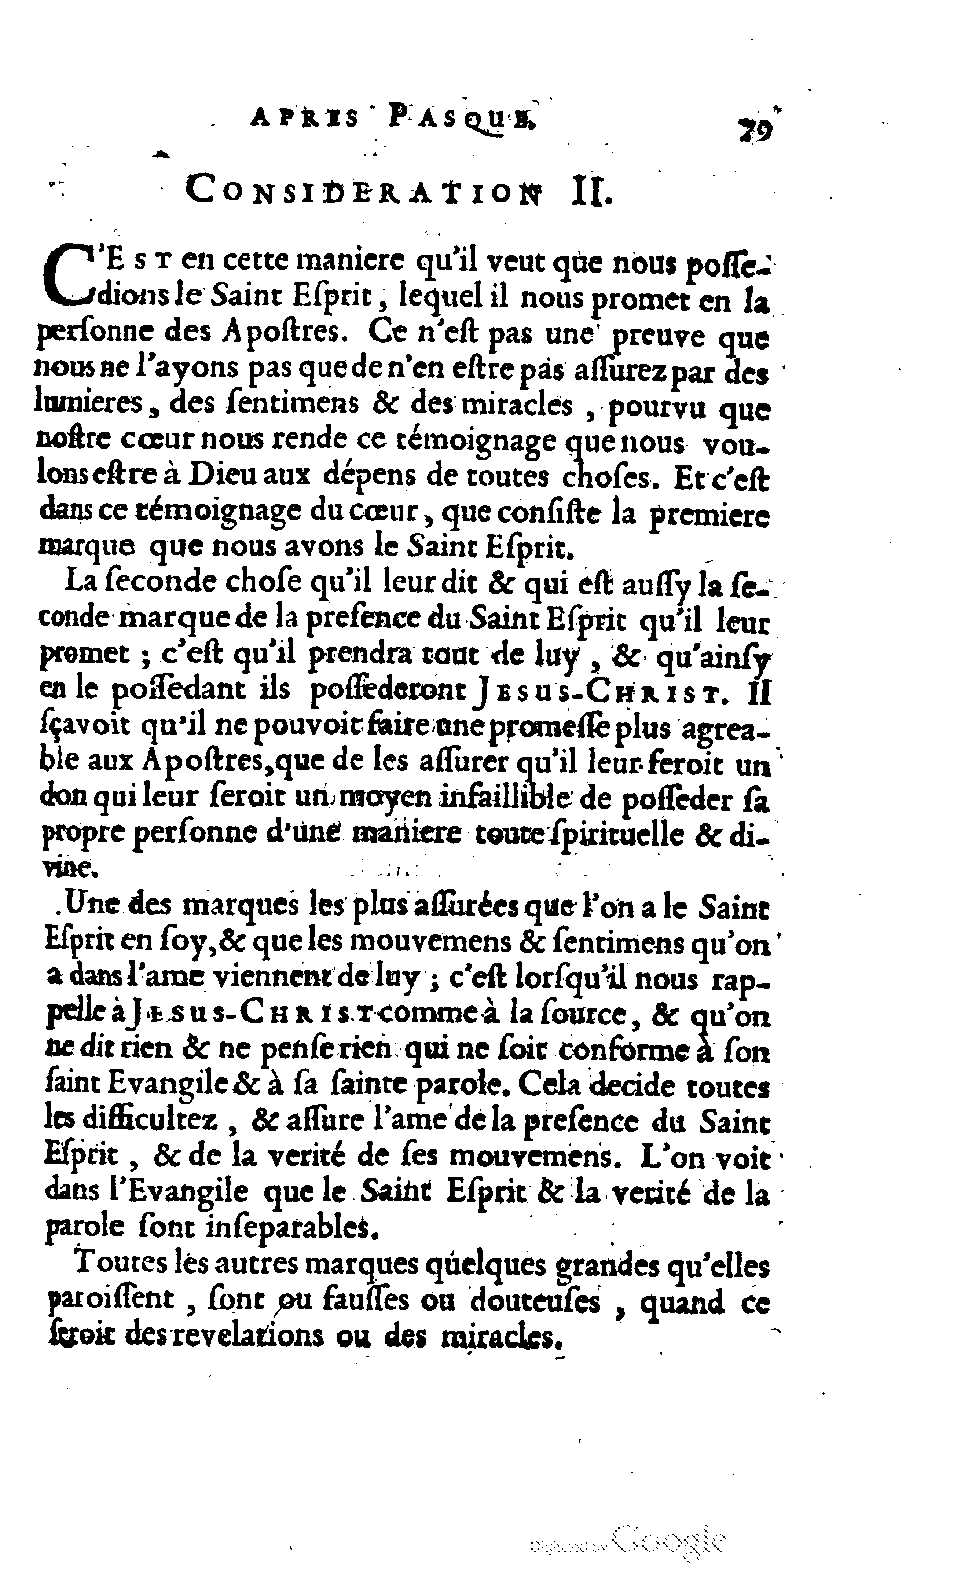 APRES PASQUE. 79
CONSIDERATION II.
C'EST en cette maniere qu'il veut que nous posse-
dions le Saint Eſprit, lequel il nous promet en la
perſonne des Apoſtres. Ce n'eſt pas une preuve que
nous ne l'ayons pas que de n'en eſtre pas aſſurez par des
lumieres, des ſentimens & des miracles, pourvu que
noſtre cœur nous rende ce témoignage que nous vou-
lons eſtre à Dieu aux dépens de toutes choſes. Et c'eſt
dans ce témoignage du cœur, que conſiſte la premiere
marque que nous avons le Saint Eſprit.
La ſeconde choſe qu'il leur dit & qui eſt auſſy la ſe-
conde marque de la preſence du Saint Eſprit qu'il leur
promet ; c'eſt qu'il prendra tout de luy, & qu'ainſy
en le poſſedant ils poſſederont JESUS-CHRIST. Il
ſçavoit qu'il ne pouvoit faire une promeſſe plus agrea-
ble aux Apoſtres, que de les aſſurer qu'il leur feroit un
don qui leur ſeroit un moyen infaillible de poſſeder ſa
propre perſonne d'une maniere toute ſpirituelle & di-
vine.
Une des marques les plus aſſurées que l'on a le Saint
Eſprit en ſoy, & que les mouvemens & ſentimens qu'on
a dans l'ame viennent de luy ; c'eſt lorſqu'il nous rap-
pelle à JESUS-CHRIST comme à la ſource, & qu'on
ne dit rien & ne penſe rien qui ne ſoit conforme à ſon
ſaint Evangile & à ſa ſainte parole. Cela decide toutes
les difficultez, & aſſure l'ame de la preſence du Saint
Eſprit, & de la verité de ſes mouvemens. L'on voit
dans l'Evangile que le Saint Eſprit & la verité de la
parole ſont inſeparables.
Toutes les autres marques quelques grandes qu'elles
paroiſſent, ſont ou fauſſes ou douteuſes, quand ce
ſeroit des revelations ou des miracles.
Google